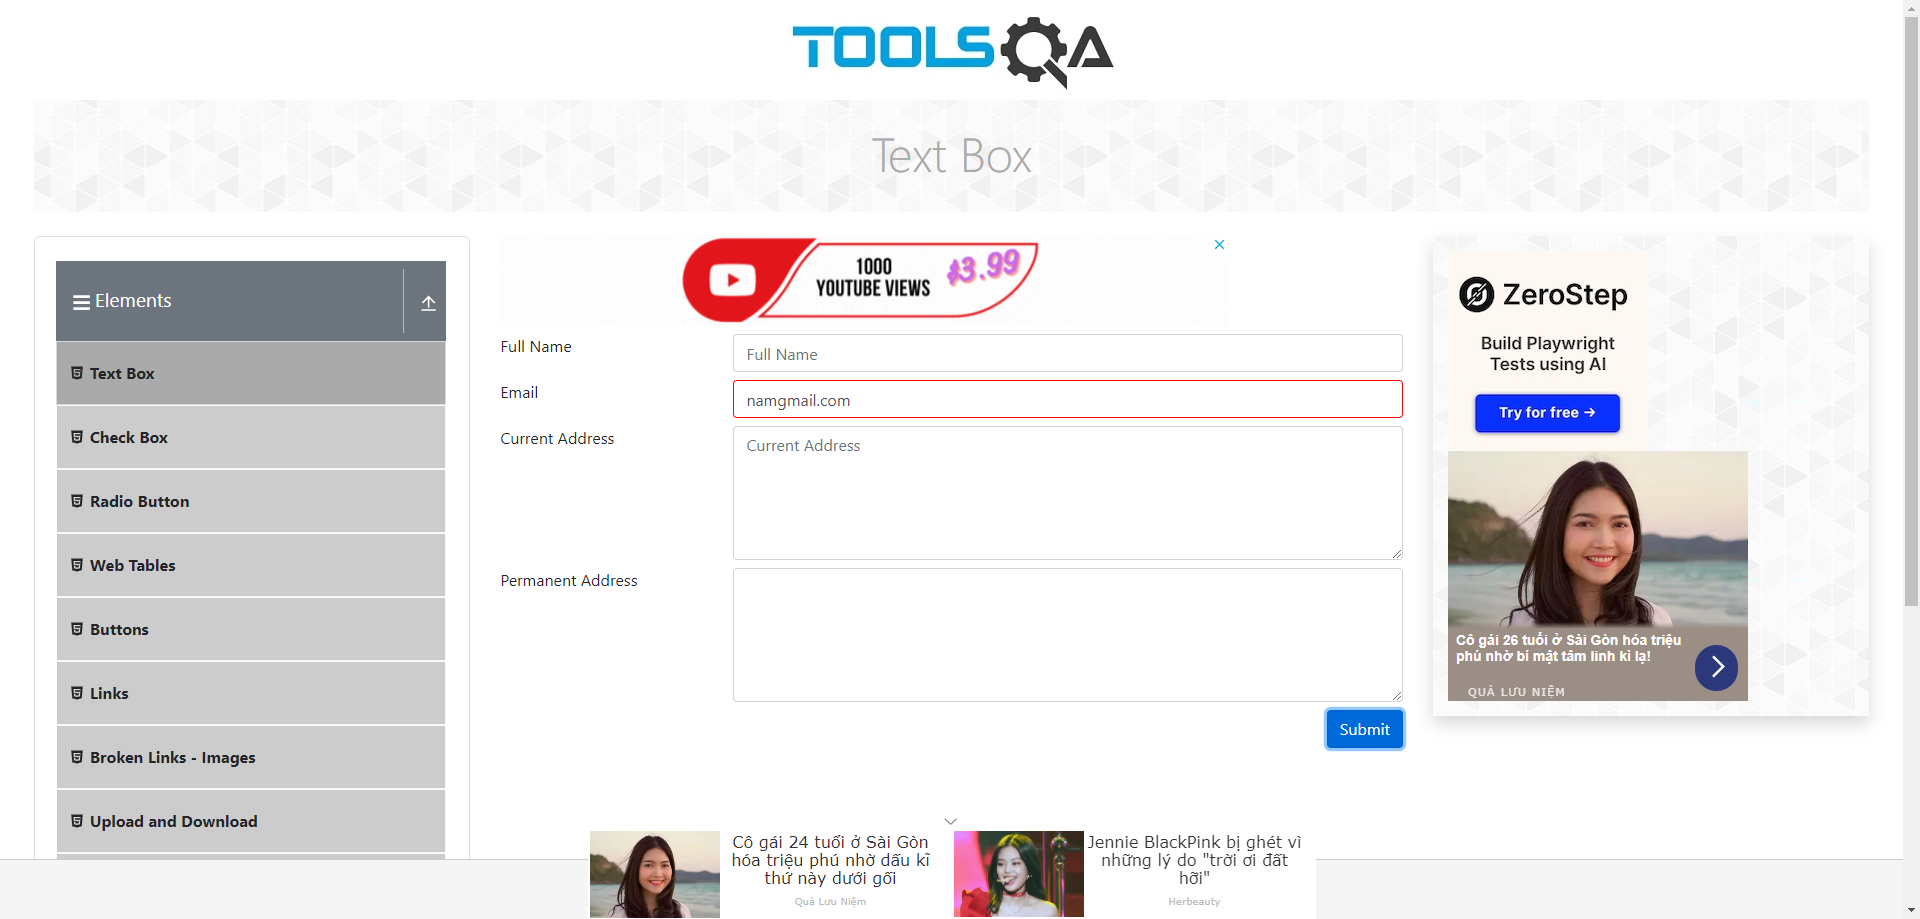 TOOLSQA
Text Box
Elements
Text Box
Check Box
Radio Button
Web Tables
Buttons
Links
Broken Links - Images
Upload and Download
1000
YOUTUBE VIEWS
$3.99
Full Name
Full Name
Email
namgmail.com
Current Address
Current Address
Permanent Address
Submit
ZeroStep
Build Playwright
Tests using AI
Try for free →
Cô gái 26 tuổi ở Sài Gòn hóa triệu
phú nhờ bí mật tâm linh kì lạ!
QUÀ LƯU NIỆM
Cô gái 24 tuổi ở Sài Gòn
hóa triệu phú nhờ dấu kĩ
thứ này dưới gối
Quà Lưu Niệm
Jennie BlackPink bị ghét vì
những lý do "trời ơi đất
hỡi"
Herbeauty